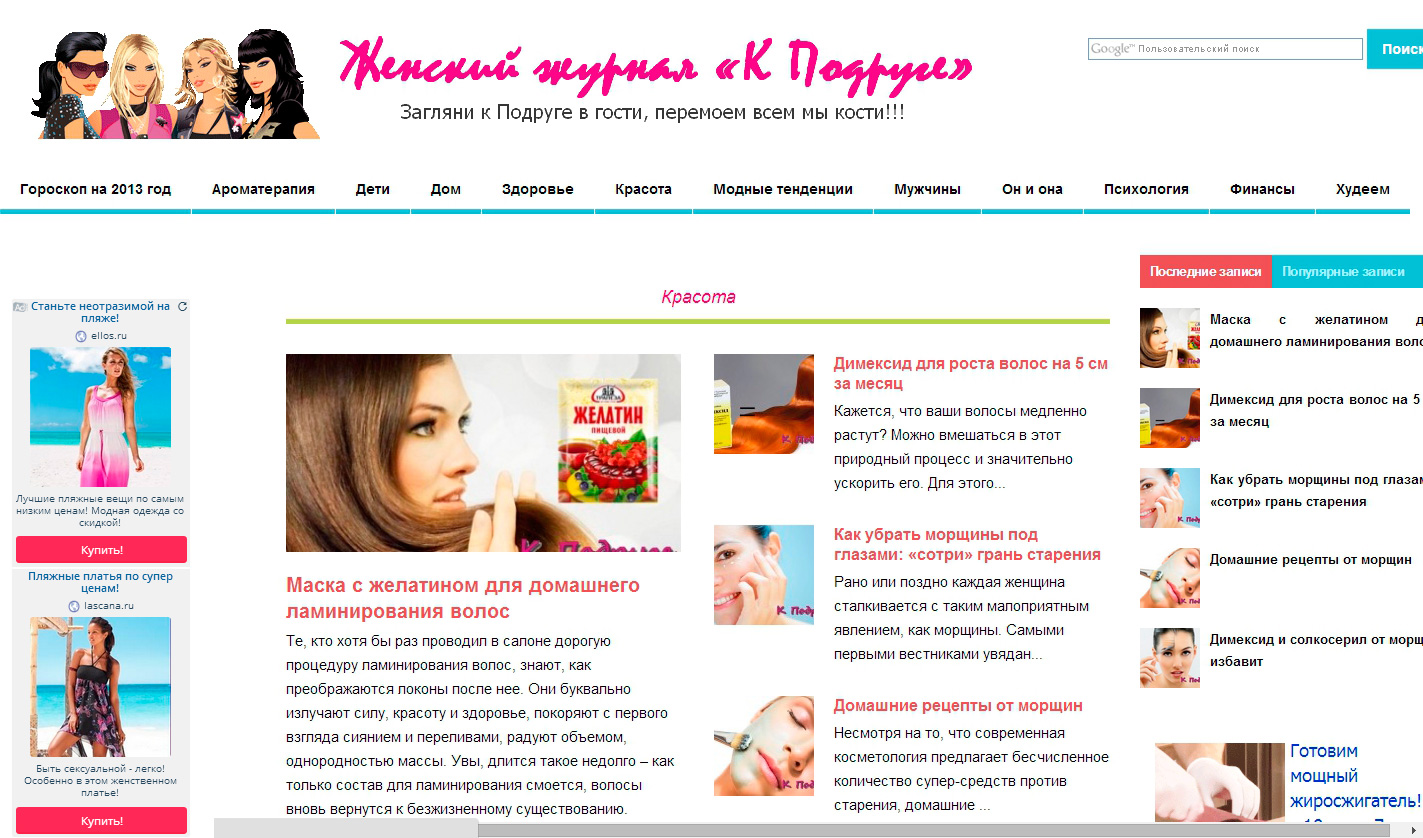 Женский журнал «К Подруге»
Загляни к Подруге в гости, перемоем всем мы кости!!!
Google™ Пользовательский поиск
Поиск
Гороскоп на 2013 год
Ароматерапия
Дети
Дом
Здоровье
Красота
Модные тенденции
Мужчины
Он и она
Психология
Финансы
Худеем
Станьте неотразимой на
пляже!
ellos.ru
Лучшие пляжные вещи по самым
низким ценам! Модная одежда со
скидкой!
Купить!
Пляжные платья по супер
ценам!
lascana.ru
Быть сексуальной - легко!
Особенно в этом женственном
платье!
Купить!
Красота
ТРАПЕЗА
ЖЕЛАТИН
ПИЩЕВОЙ
К Подруге
Маска с желатином для домашнего
ламинирования волос
Те, кто хотя бы раз проводил в салоне дорогую
процедуру ламинирования волос, знают, как
преображаются локоны после нее. Они буквально
излучают силу, красоту и здоровье, покоряют с первого
взгляда сиянием и переливами, радуют объемом,
однородностью массы. Увы, длится такое недолго – как
только состав для ламинирования смоется, волосы
вновь вернутся к безжизненному существованию.
Димексид для роста волос на 5 см
за месяц
Кажется, что ваши волосы медленно
растут? Можно вмешаться в этот
природный процесс и значительно
ускорить его. Для этого...
Как убрать морщины под
глазами: «сотри» грань старения
Рано или поздно каждая женщина
сталкивается с таким малоприятным
явлением, как морщины. Самыми
первыми вестниками увядан...
Домашние рецепты от морщин
Несмотря на то, что современная
косметология предлагает бесчисленное
количество супер-средств против
старения, домашние ...
Последние записи
Популярные записи
Маска с желатином д
домашнего ламинирования воло
Димексид для роста волос на 5
за месяц
Как убрать морщины под глазам
«сотри» грань старения
Домашние рецепты от морщин
Димексид и солкосерил от морщ
избавит
Готовим
мощный
жиросжигатель!